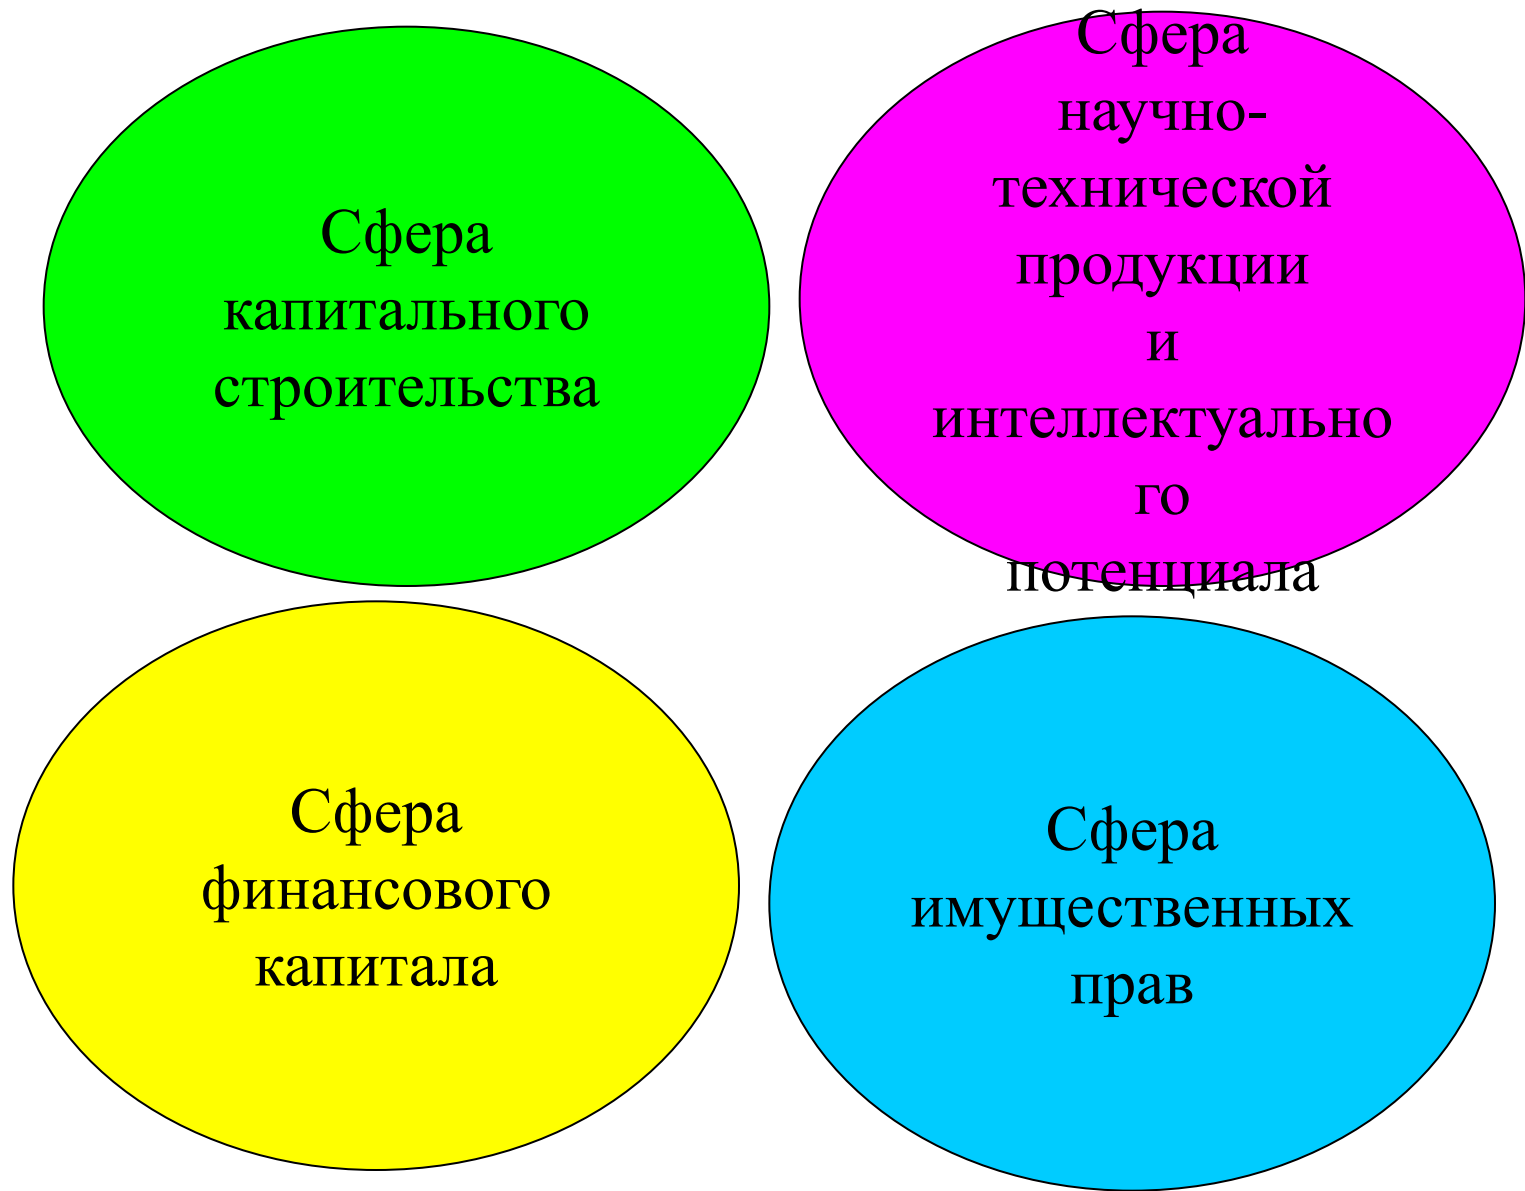 Сфера
капитального
строительства
Сфера
научно-
технической
продукции
и
интеллектуально
го
потенциала
Сфера
финансового
капитала
Сфера
имущественных
прав